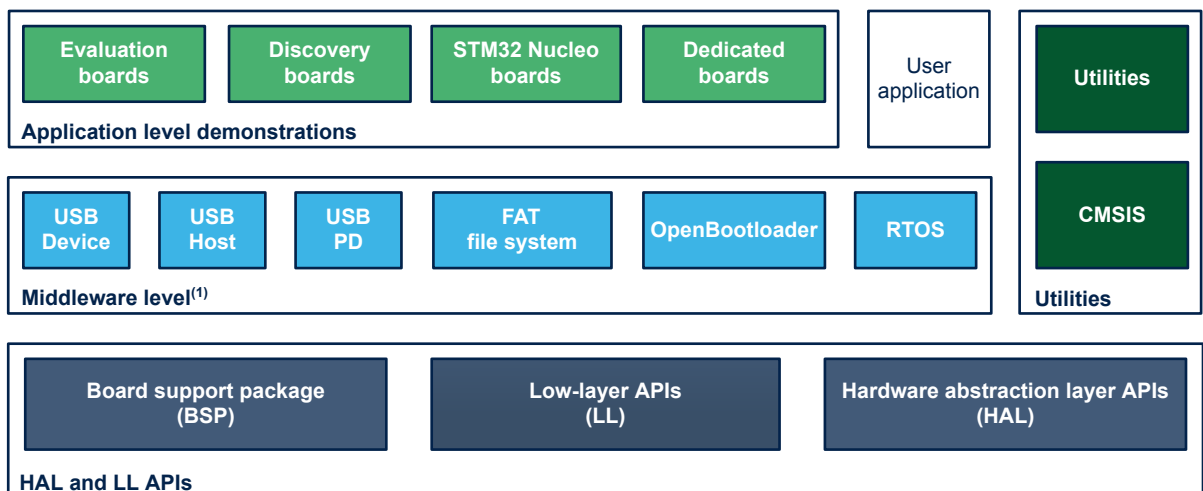 Evaluation
boards
Discovery
boards
STM32 Nucleo
boards
Dedicated
boards
Application level demonstrations
User
application
Utilities
CMSIS
Utilities
USB
Device
USB
Host
USB
PD
FAT
file system
OpenBootloader
RTOS
Middleware level(1)
Board support package
(BSP)
Low-layer APIs
(LL)
Hardware abstraction layer APIs
(HAL)
HAL and LL APIs